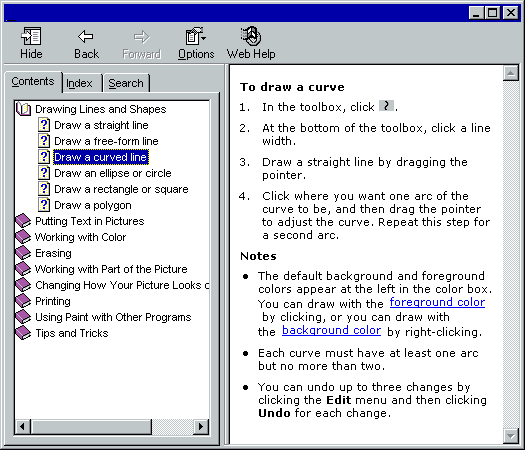 Hide Back Forward Options Web Help
Contents Index Search
Drawing Lines and Shapes
Draw a straight line
Draw a free-form line
Draw a curved line
Draw an ellipse or circle
Draw a rectangle or square
Draw a polygon
Putting Text in Pictures
Working with Color
Erasing
Working with Part of the Picture
Changing How Your Picture Looks
Printing
Using Paint with Other Programs
Tips and Tricks
To draw a curve
1. In the toolbox, click .
2. At the bottom of the toolbox, click a line
width.
3. Draw a straight line by dragging the
pointer.
4. Click where you want one arc of the
curve to be, and then drag the pointer
to adjust the curve. Repeat this step for
a second arc.
Notes
• The default background and foreground
colors appear at the left in the color box.
You can draw with the foreground color
by clicking, or you can draw with
the background color by right-clicking.
• Each curve must have at least one arc
but no more than two.
• You can undo up to three changes by
clicking the Edit menu and then clicking
Undo for each change.